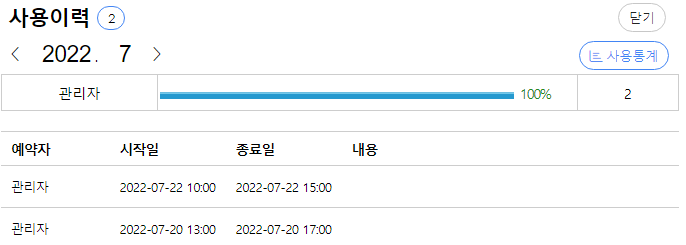 사용이력 2 닫기
2022. 7 사용통계
관리자 100% 2
예약자 시작일 종료일 내용
관리자 2022-07-22 10:00 2022-07-22 15:00
관리자 2022-07-20 13:00 2022-07-20 17:00